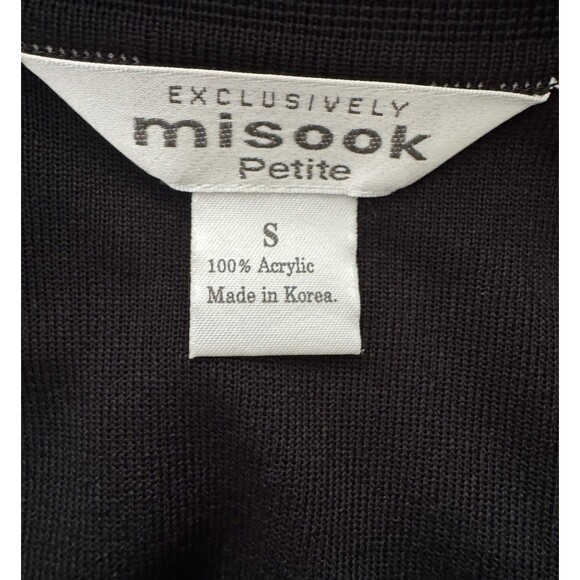 EXCLUSIVELY
misook
Petite
S
100% Acrylic
Made in Korea.